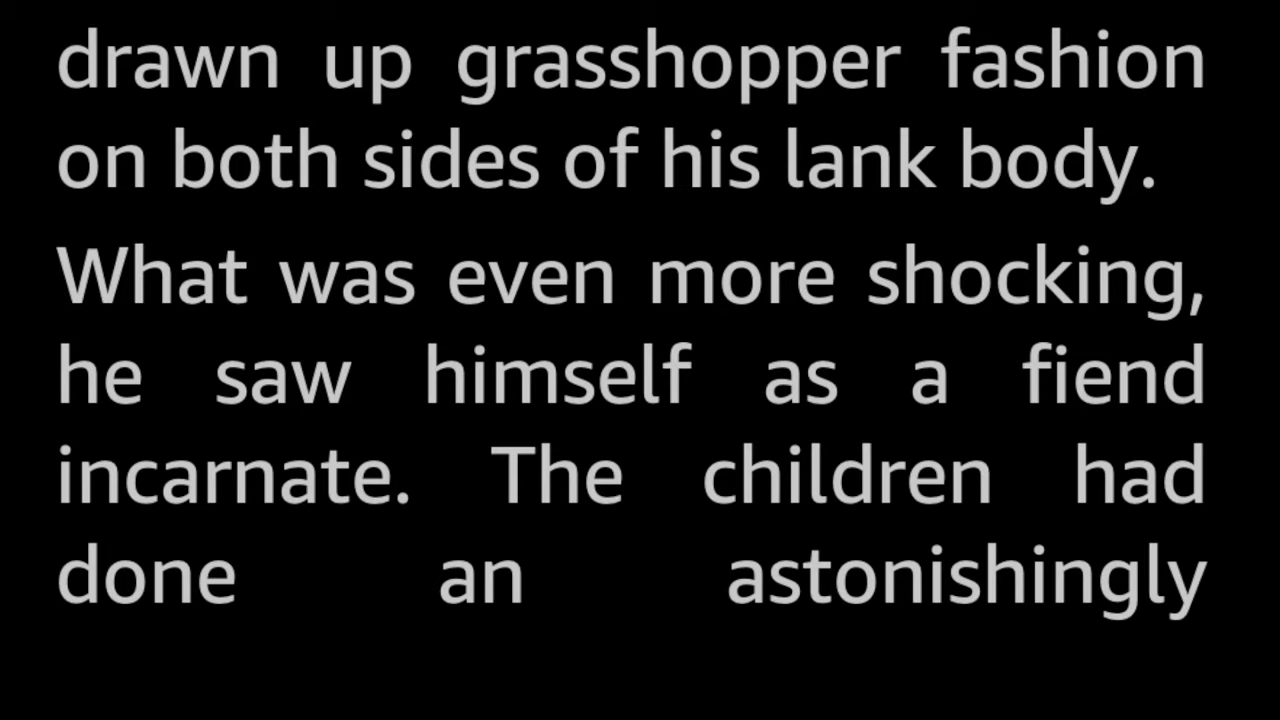 drawn up grasshopper fashion
on both sides of his lank body.
What was even more shocking,
he saw himself as a fiend
incarnate. The children had
done an astonishingly